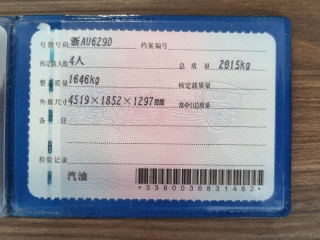 号牌号码 浙AU629D 档案编号
核定载人数 4人 总质量 2015kg
整备质量 1646kg 核定载质量
外廓尺寸 4519×1852×1297mm 准牵引总质量
备注
检验记录
汽油
*3380036831462*